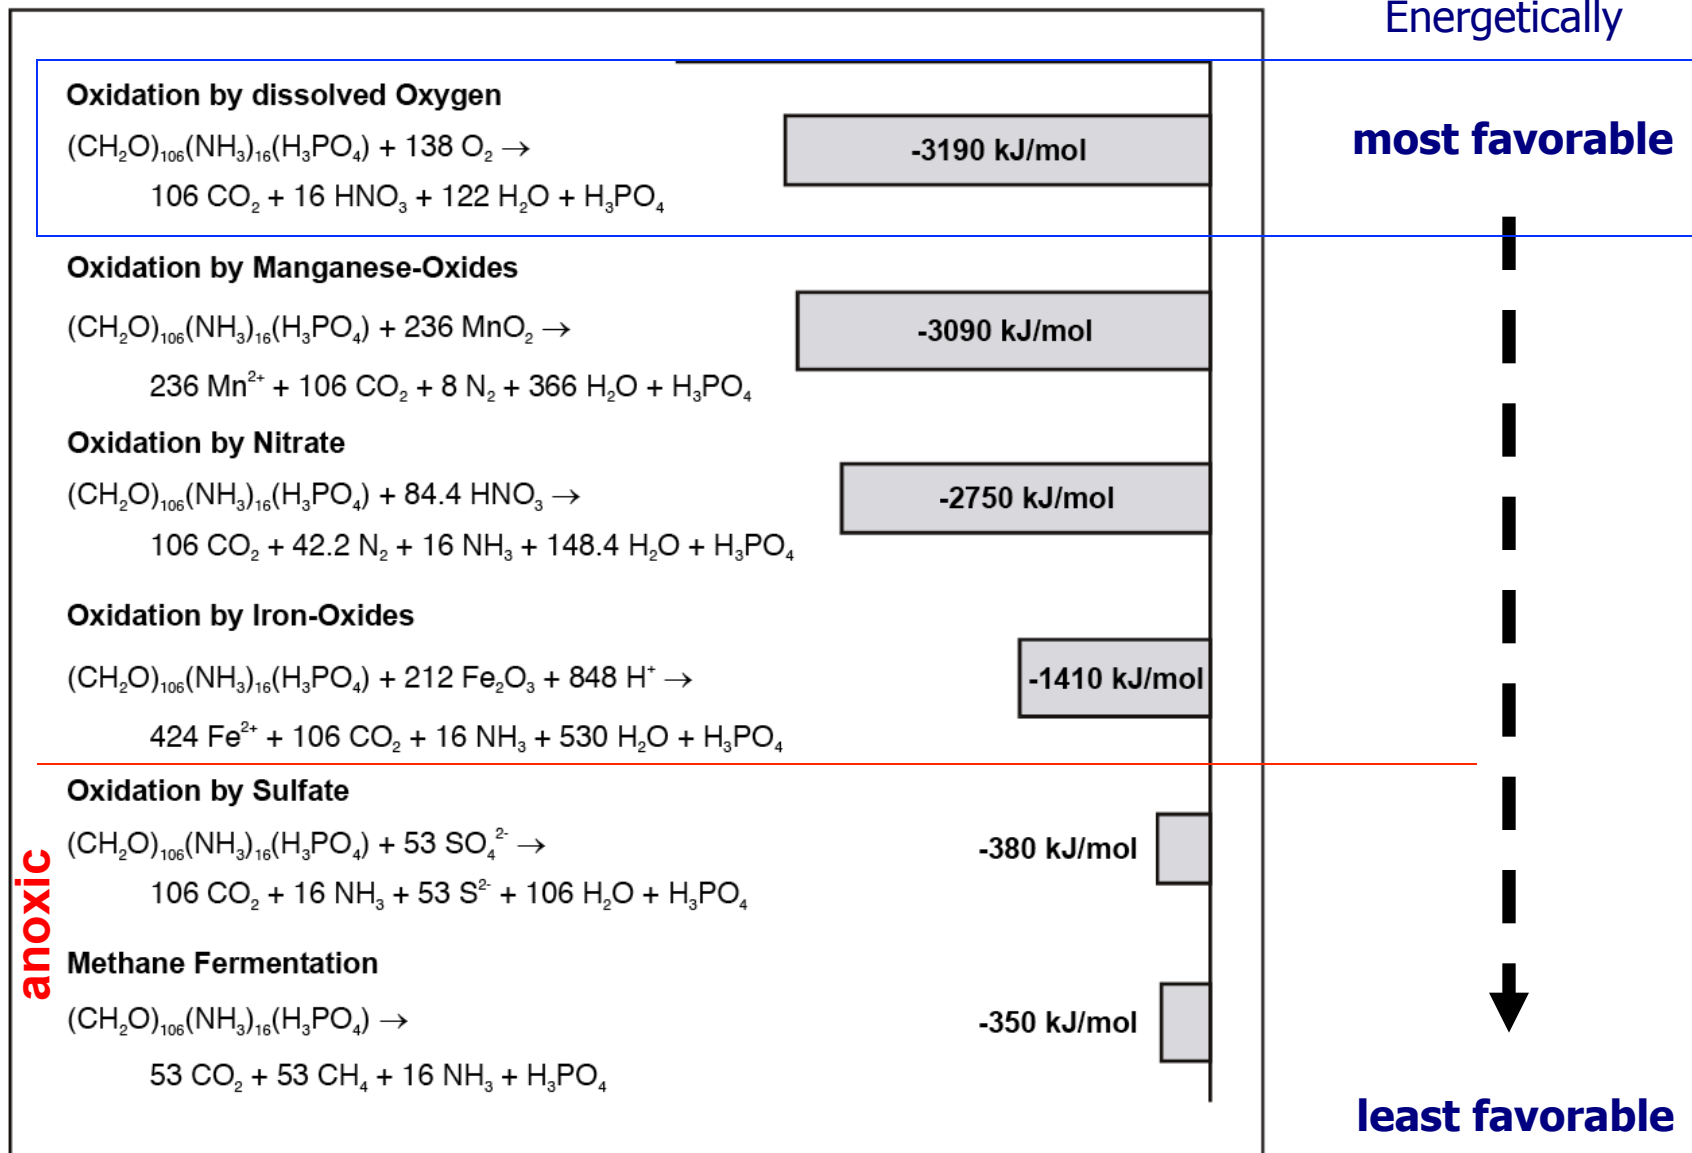 Energetically
Oxidation by dissolved Oxygen
(CH₂O)₁₀₆(NH₃)₁₆(H₃PO₄) + 138 O₂ →
106 CO₂ + 16 HNO₃ + 122 H₂O + H₃PO₄
-3190 kJ/mol
most favorable
Oxidation by Manganese-Oxides
(CH₂O)₁₀₆(NH₃)₁₆(H₃PO₄) + 236 MnO₂ →
236 Mn²⁺ + 106 CO₂ + 8 N₂ + 366 H₂O + H₃PO₄
-3090 kJ/mol
Oxidation by Nitrate
(CH₂O)₁₀₆(NH₃)₁₆(H₃PO₄) + 84.4 HNO₃ →
106 CO₂ + 42.2 N₂ + 16 NH₃ + 148.4 H₂O + H₃PO₄
-2750 kJ/mol
Oxidation by Iron-Oxides
(CH₂O)₁₀₆(NH₃)₁₆(H₃PO₄) + 212 Fe₂O₃ + 848 H⁺ →
424 Fe²⁺ + 106 CO₂ + 16 NH₃ + 530 H₂O + H₃PO₄
-1410 kJ/mol
anoxic
Oxidation by Sulfate
(CH₂O)₁₀₆(NH₃)₁₆(H₃PO₄) + 53 SO₄²⁻ →
106 CO₂ + 16 NH₃ + 53 S²⁻ + 106 H₂O + H₃PO₄
-380 kJ/mol
Methane Fermentation
(CH₂O)₁₀₆(NH₃)₁₆(H₃PO₄) →
53 CO₂ + 53 CH₄ + 16 NH₃ + H₃PO₄
-350 kJ/mol
least favorable